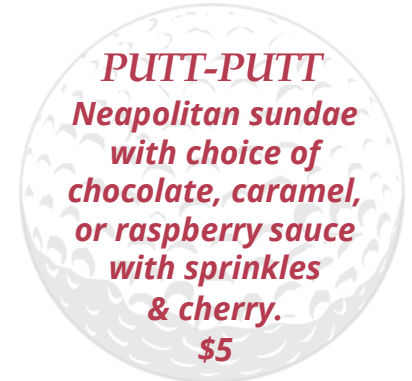 PUTT-PUTT
Neapolitan sundae
with choice of
chocolate, caramel,
or raspberry sauce
with sprinkles
& cherry.
$5